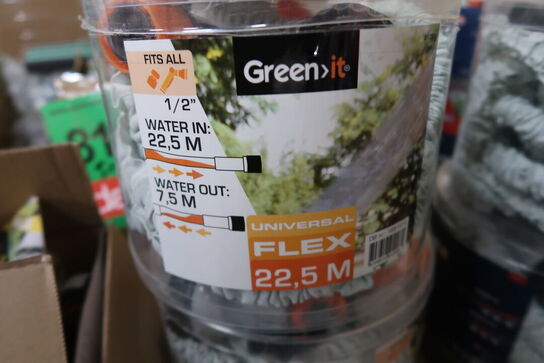 FITS ALL
1/2"
Green>it®
WATER IN:
22,5 M
WATER OUT:
7,5 M
UNIVERSAL
FLEX
22,5 M